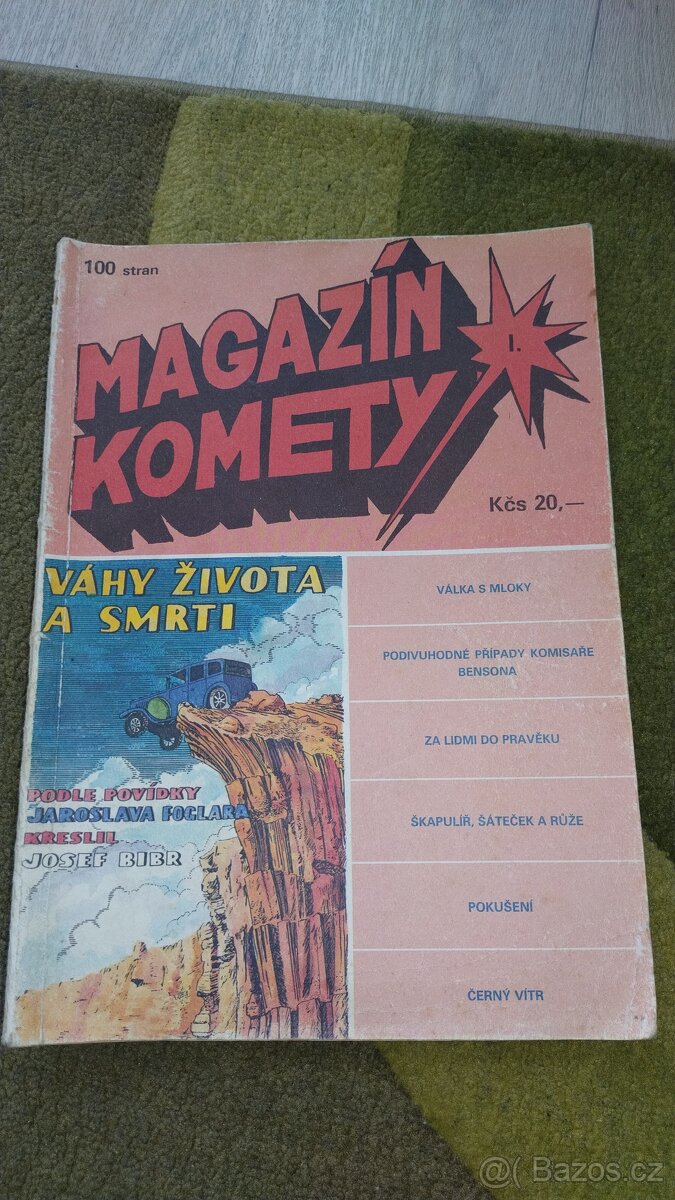 100 stran
MAGAZÍN
KOMETY
I.
Kčs 20,—
VÁHY ŽIVOTA
A SMRTI
PODLE POVÍDKY
JAROSLAVA FOGLARA
KRESLIL
JOSEF BIBR
VÁLKA S MLOKY
PODIVUHODNÉ PŘÍPADY KOMISAŘE
BENSONA
ZA LIDMI DO PRAVĚKU
ŠKAPULÍŘ, ŠÁTEČEK A RŮŽE
POKUŠENÍ
ČERNÝ VÍTR
Bazos.cz